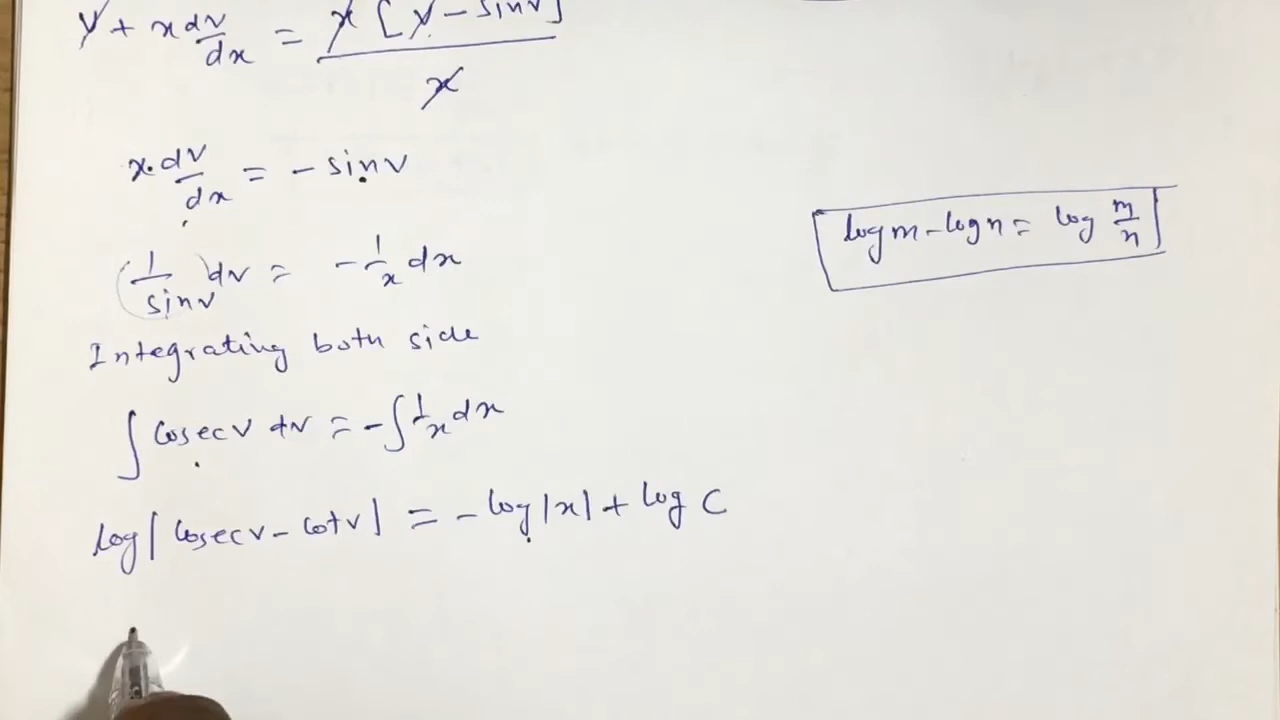 v + x dv/dx = x [v - sin v] / x
x. dv/dx = - sin v
(1/sin v) dv = - 1/x dx
log m - log n = log m/n
Integrating both side
∫ cosec v dv = - ∫ 1/x dx
log |cosec v - cot v| = - log |x| + log C